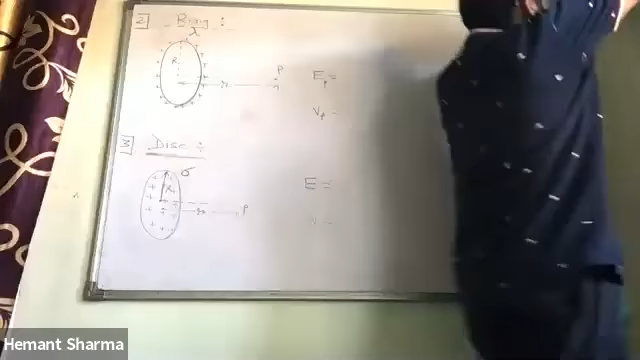 2 Ring :
λ
R
x
P
E_P =
V_P =
3 Disc :
σ
R
x
P
E =
Hemant Sharma